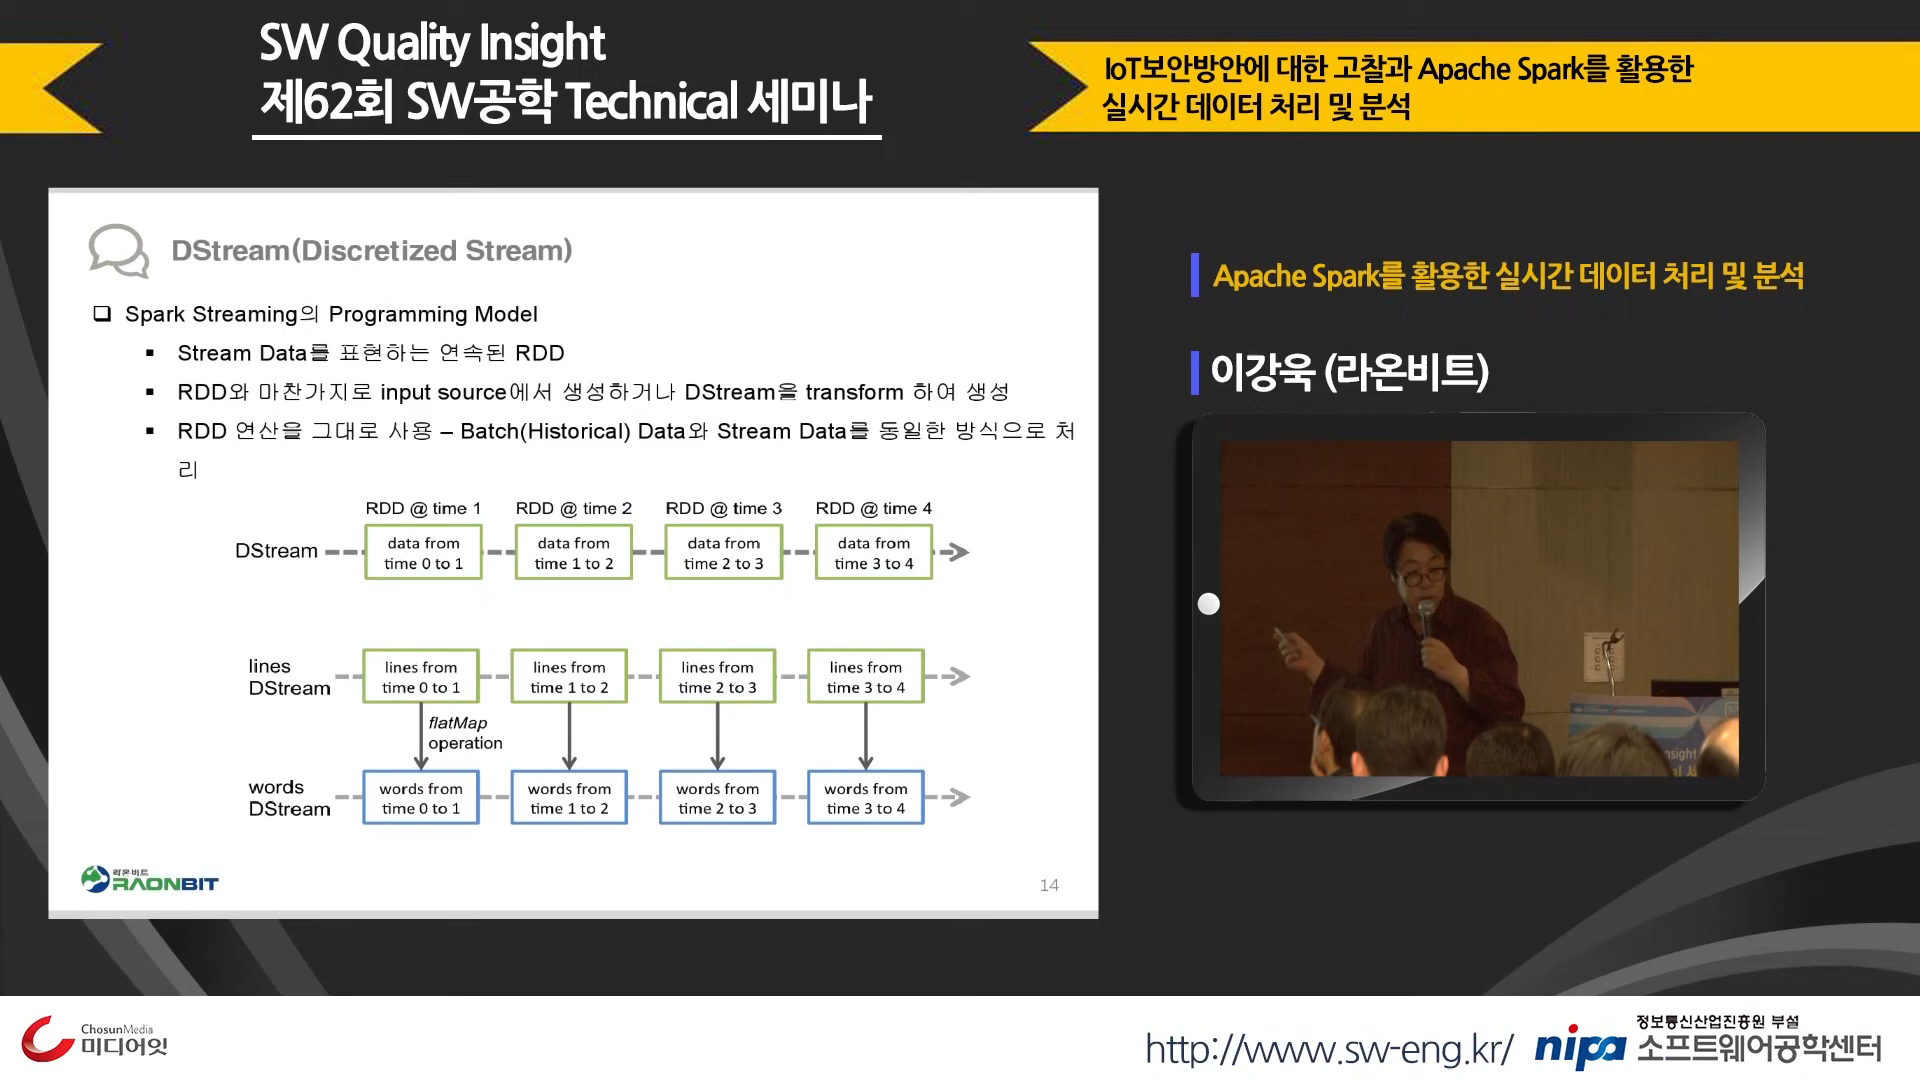 SW Quality Insight
제62회 SW공학 Technical 세미나
IoT보안방안에 대한 고찰과 Apache Spark를 활용한
실시간 데이터 처리 및 분석
DStream(Discretized Stream)
Spark Streaming의 Programming Model
Stream Data를 표현하는 연속된 RDD
RDD와 마찬가지로 input source에서 생성하거나 DStream을 transform 하여 생성
RDD 연산을 그대로 사용 – Batch(Historical) Data와 Stream Data를 동일한 방식으로 처
리
RDD @ time 1 RDD @ time 2 RDD @ time 3 RDD @ time 4
DStream
data from
time 0 to 1
data from
time 1 to 2
data from
time 2 to 3
data from
time 3 to 4
lines
DStream
lines from
time 0 to 1
lines from
time 1 to 2
lines from
time 2 to 3
lines from
time 3 to 4
flatMap
operation
words
DStream
words from
time 0 to 1
words from
time 1 to 2
words from
time 2 to 3
words from
time 3 to 4
라온비트
RAONBIT
14
Apache Spark를 활용한 실시간 데이터 처리 및 분석
이강욱 (라온비트)
ChosunMedia
미디어잇
http://www.sw-eng.kr/
nipa
정보통신산업진흥원 부설
소프트웨어공학센터